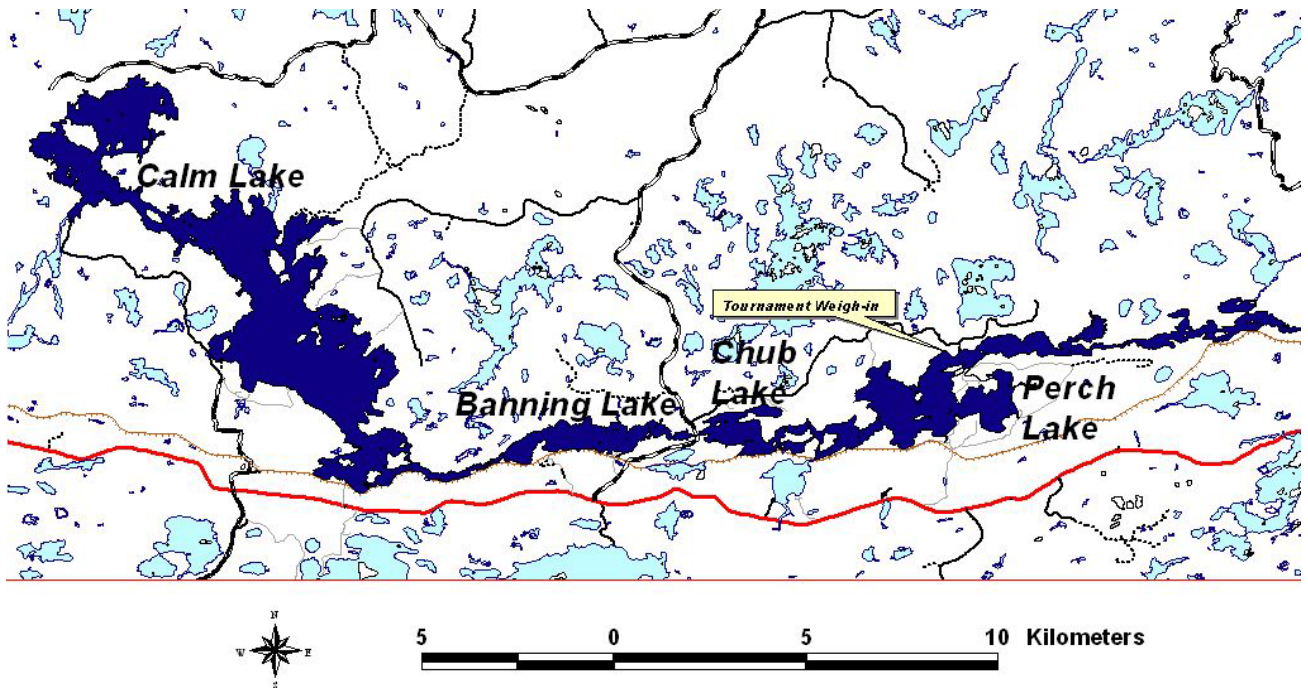 Calm Lake
Tournament Weigh-in
Chub
Lake
Banning Lake
Perch
Lake
N
W E
S
5 0 5 10 Kilometers